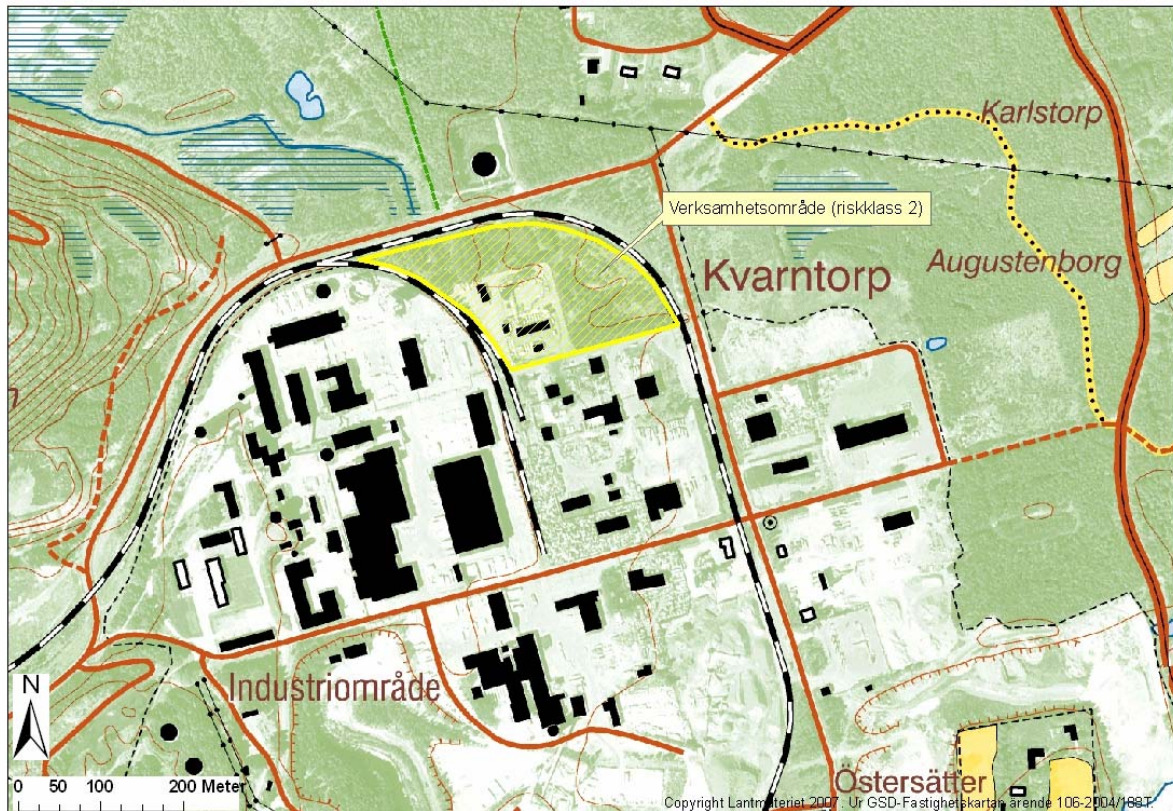 Karlstorp
Verksamhetsområde (riskklass 2)
Augustenborg
Kvarntorp
Industriområde
N
0 50 100 200 Meter
Östersätter
Copyright Lantmäteriet 2007. Ur GSD-Fastighetskartan ärende 106-2004/188T.